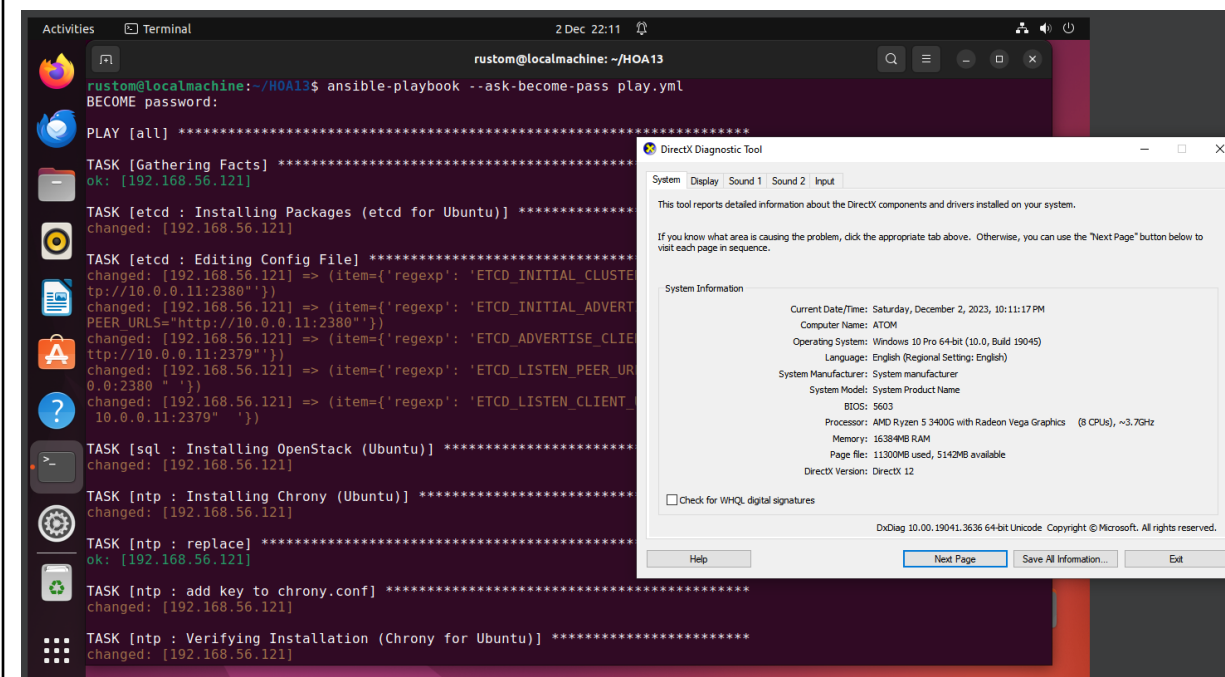 Activities Terminal 2 Dec 22:11
rustom@localmachine: ~/HOA13
rustom@localmachine:~/HOA13$ ansible-playbook --ask-become-pass play.yml
BECOME password:
PLAY [all] ********************************************************************
TASK [Gathering Facts] *******************************************
ok: [192.168.56.121]
TASK [etcd : Installing Packages (etcd for Ubuntu)] **************
changed: [192.168.56.121]
TASK [etcd : Editing Config File] ********************************
changed: [192.168.56.121] => (item={'regexp': 'ETCD_INITIAL_CLUSTE
tp://10.0.0.11:2380"'})
changed: [192.168.56.121] => (item={'regexp': 'ETCD_INITIAL_ADVERT
PEER_URLS="http://10.0.0.11:2380"'})
changed: [192.168.56.121] => (item={'regexp': 'ETCD_ADVERTISE_CLIE
ttp://10.0.0.11:2379"'})
changed: [192.168.56.121] => (item={'regexp': 'ETCD_LISTEN_PEER_UR
0.0:2380 " '})
changed: [192.168.56.121] => (item={'regexp': 'ETCD_LISTEN_CLIENT_
10.0.0.11:2379"  '})
TASK [sql : Installing OpenStack (Ubuntu)] ***********************
changed: [192.168.56.121]
TASK [ntp : Installing Chrony (Ubuntu)] **************************
changed: [192.168.56.121]
TASK [ntp : replace] *********************************************
ok: [192.168.56.121]
TASK [ntp : add key to chrony.conf] *******************************************
changed: [192.168.56.121]
TASK [ntp : Verifying Installation (Chrony for Ubuntu)] ************************
changed: [192.168.56.121]
DirectX Diagnostic Tool
System Display Sound 1 Sound 2 Input
This tool reports detailed information about the DirectX components and drivers installed on your system.
If you know what area is causing the problem, click the appropriate tab above. Otherwise, you can use the "Next Page" button below to
visit each page in sequence.
System Information
Current Date/Time: Saturday, December 2, 2023, 10:11:17 PM
Computer Name: ATOM
Operating System: Windows 10 Pro 64-bit (10.0, Build 19045)
Language: English (Regional Setting: English)
System Manufacturer: System manufacturer
System Model: System Product Name
BIOS: 5603
Processor: AMD Ryzen 5 3400G with Radeon Vega Graphics (8 CPUs), ~3.7GHz
Memory: 16384MB RAM
Page file: 11300MB used, 5142MB available
DirectX Version: DirectX 12
Check for WHQL digital signatures
DxDiag 10.00.19041.3636 64-bit Unicode Copyright © Microsoft. All rights reserved.
Help Next Page Save All Information... Exit